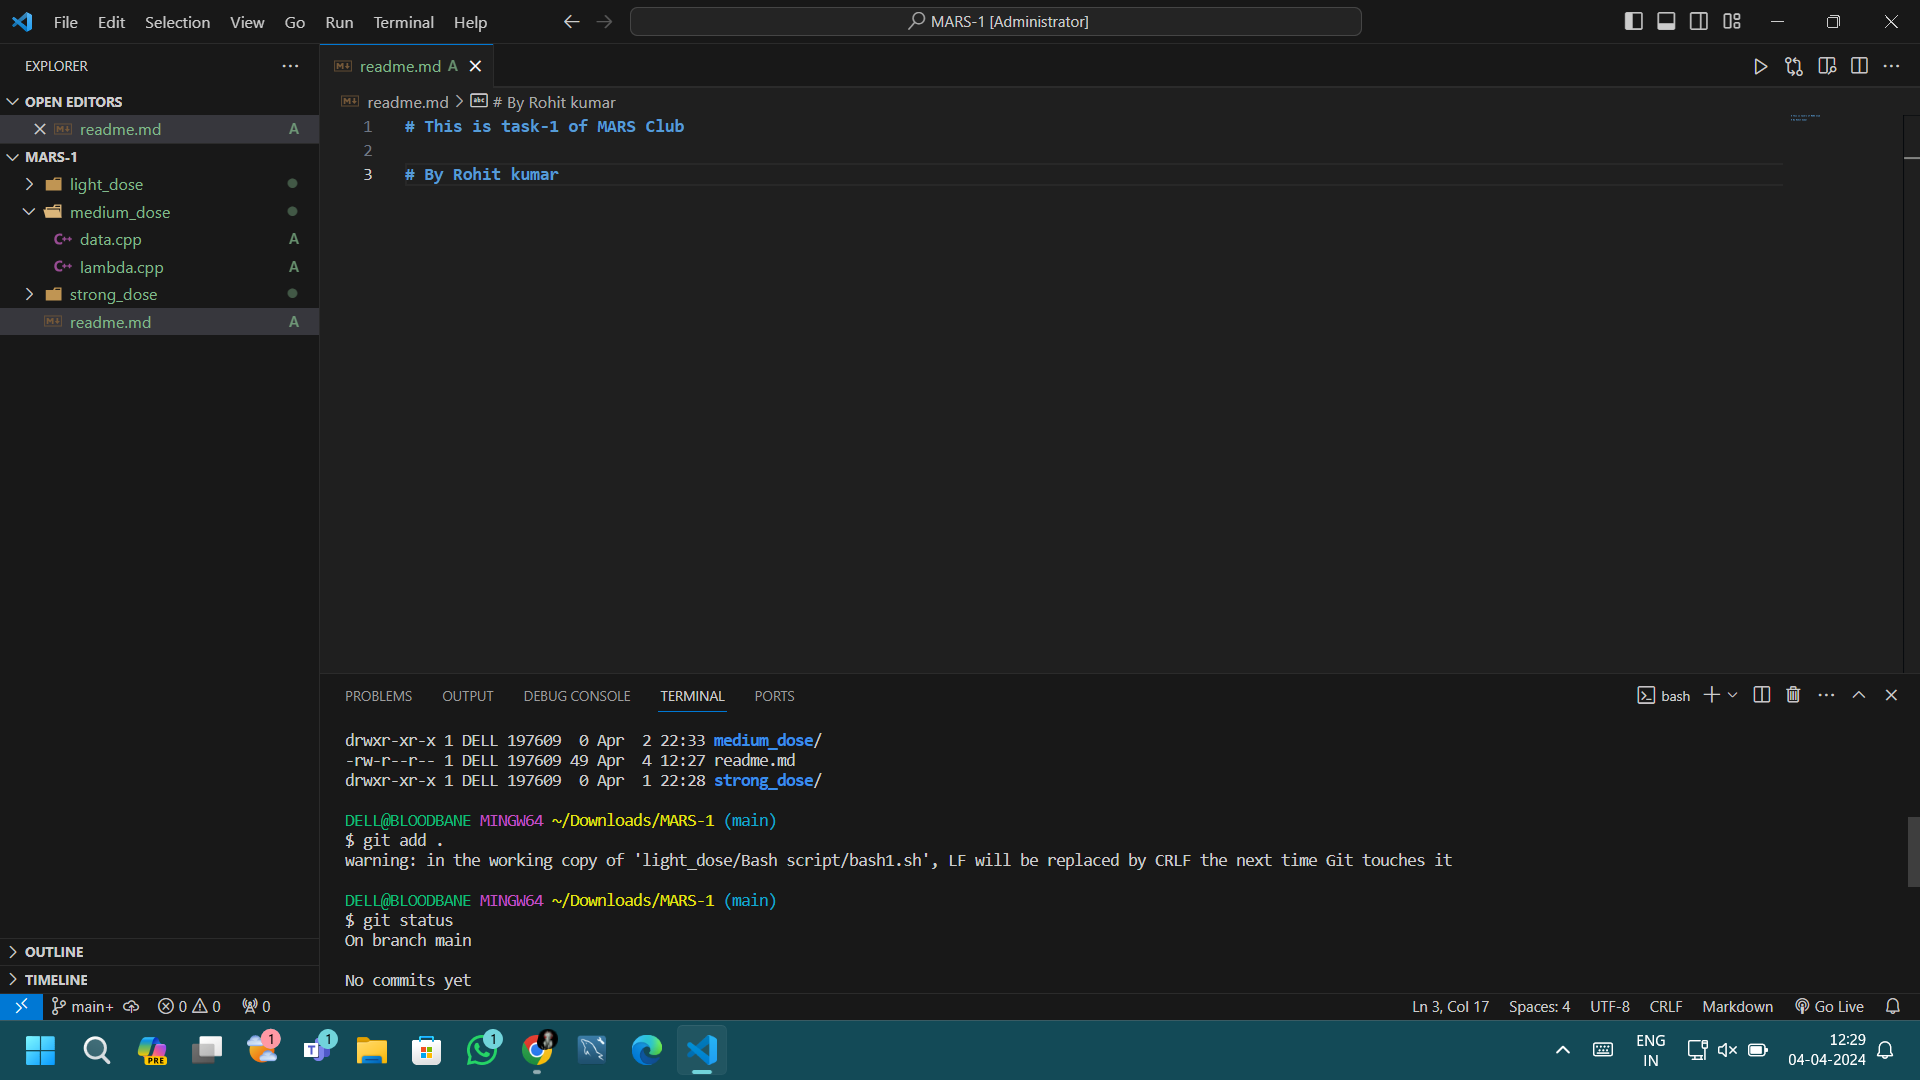 File Edit Selection View Go Run Terminal Help
MARS-1 [Administrator]
EXPLORER
OPEN EDITORS
readme.md A
MARS-1
light_dose
medium_dose
C++ data.cpp A
C++ lambda.cpp A
strong_dose
readme.md A
OUTLINE
TIMELINE
readme.md A
readme.md > # By Rohit kumar
1 # This is task-1 of MARS Club
2
3 # By Rohit kumar
PROBLEMS OUTPUT DEBUG CONSOLE TERMINAL PORTS
bash
drwxr-xr-x 1 DELL 197609 0 Apr 2 22:33 medium_dose/
-rw-r--r-- 1 DELL 197609 49 Apr 4 12:27 readme.md
drwxr-xr-x 1 DELL 197609 0 Apr 1 22:28 strong_dose/
DELL@BLOODBANE MINGW64 ~/Downloads/MARS-1 (main)
$ git add .
warning: in the working copy of 'light_dose/Bash script/bash1.sh', LF will be replaced by CRLF the next time Git touches it
DELL@BLOODBANE MINGW64 ~/Downloads/MARS-1 (main)
$ git status
On branch main
No commits yet
main+ 0 0 0
Ln 3, Col 17 Spaces: 4 UTF-8 CRLF Markdown Go Live
PRE 1 1 1
ENG
IN
12:29
04-04-2024